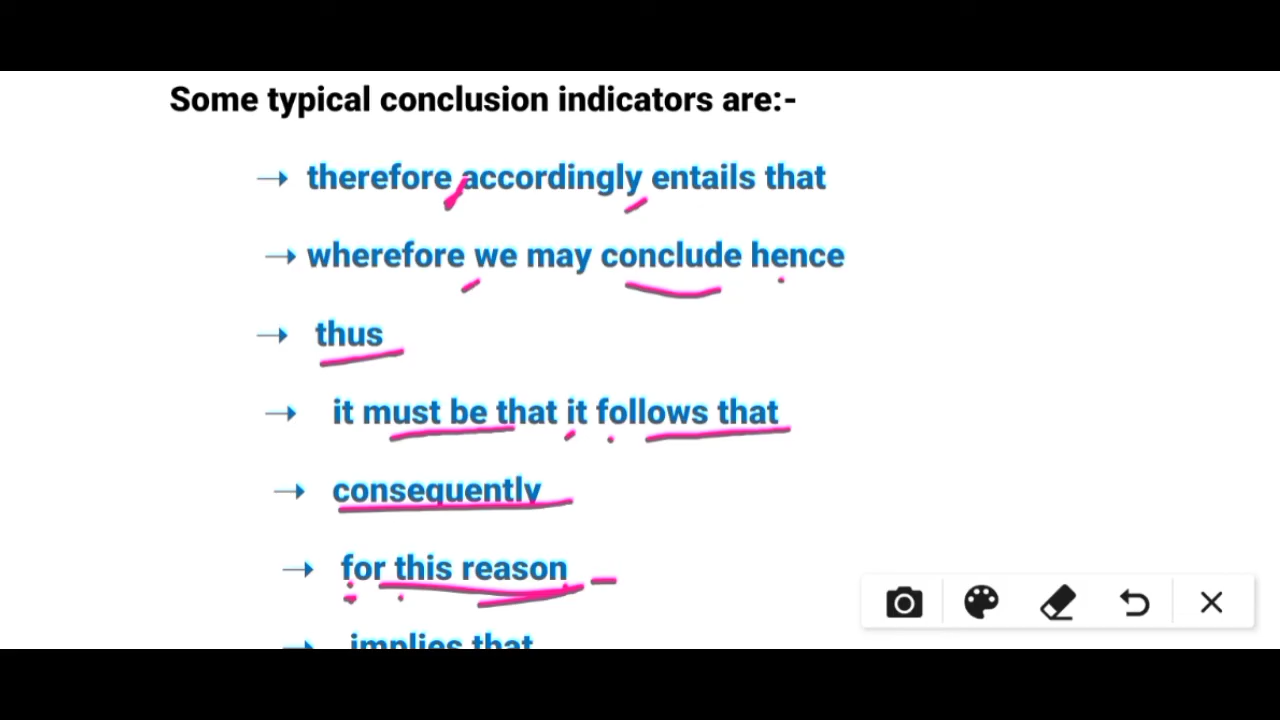 Some typical conclusion indicators are:-
→ therefore accordingly entails that
→ wherefore we may conclude hence
→ thus
→ it must be that it follows that
→ consequently
→ for this reason
→ implies that